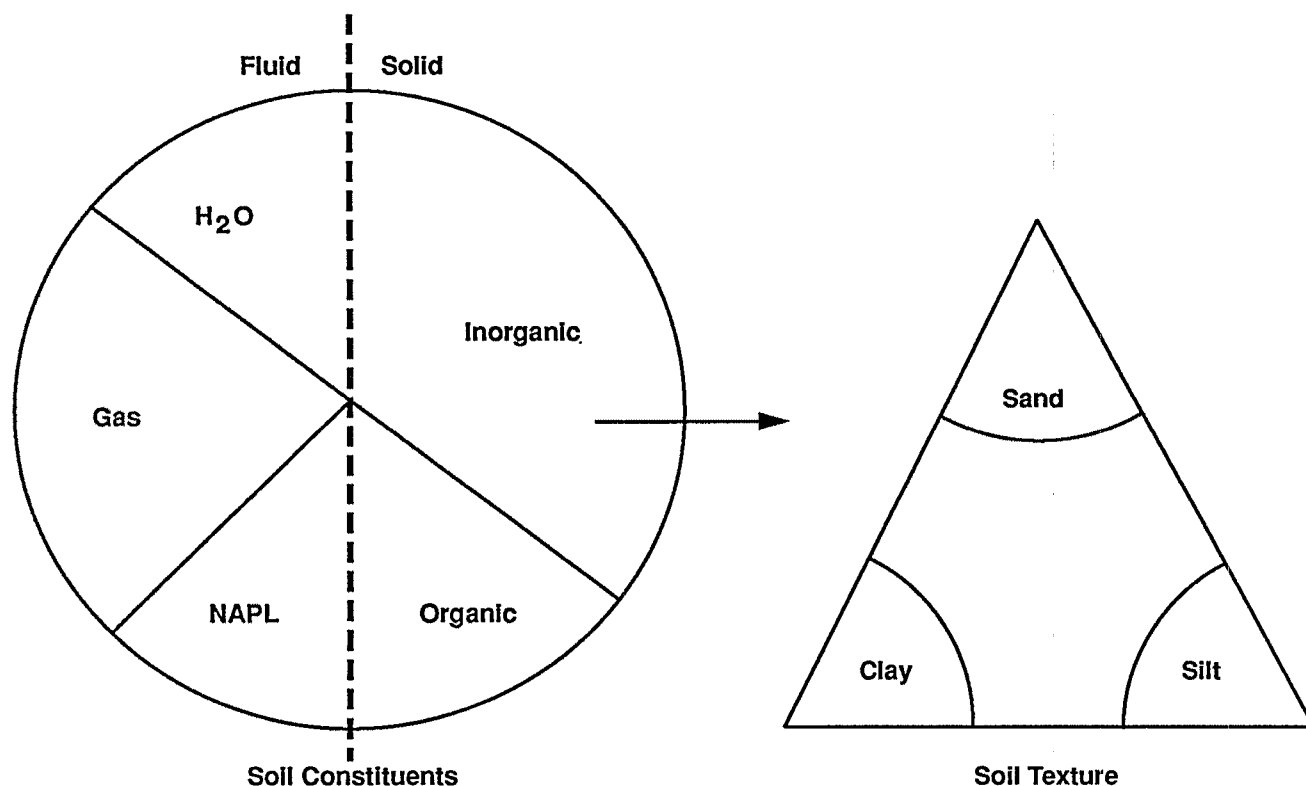 Fluid
Solid
H₂O
Inorganic
Gas
Sand
NAPL
Organic
Clay
Silt
Soil Constituents
Soil Texture